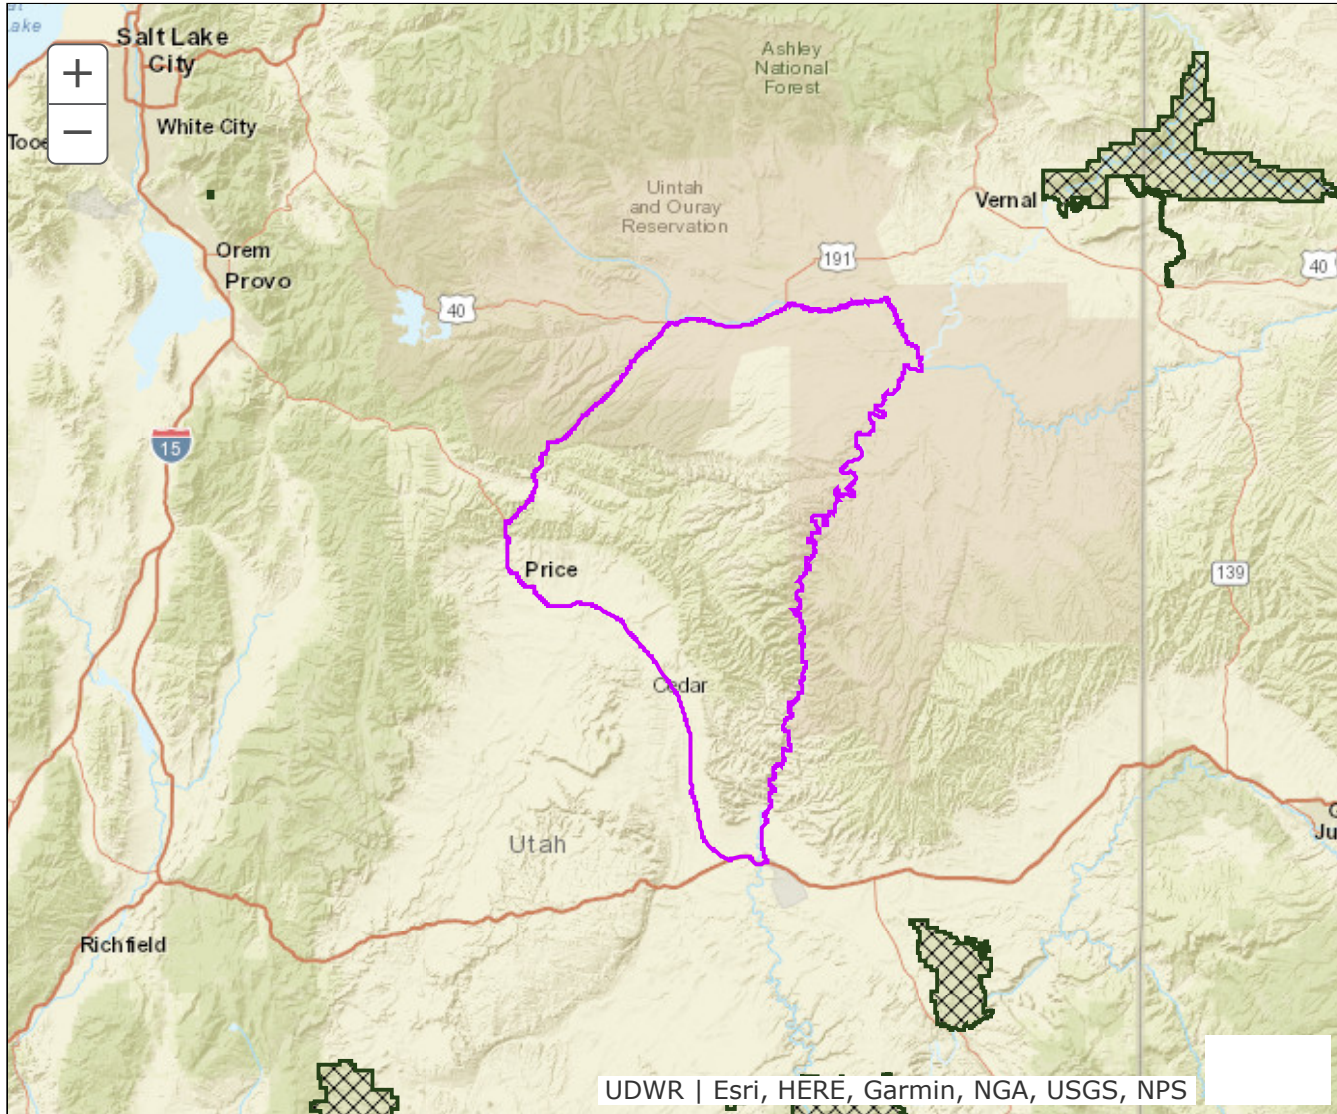 Lake
Salt Lake
City
+
−
White City
Ashley
National
Forest
Uintah
and Ouray
Reservation
Vernal
Orem
Provo
191
40
40
15
Price
139
Cedar
Utah
Richfield
UDWR | Esri, HERE, Garmin, NGA, USGS, NPS